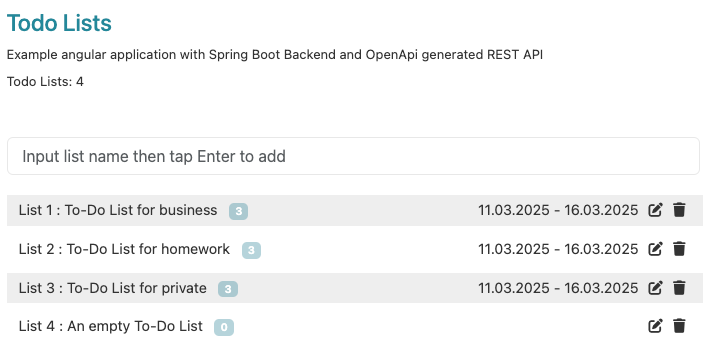 Todo Lists
Example angular application with Spring Boot Backend and OpenApi generated REST API
Todo Lists: 4
Input list name then tap Enter to add
List 1 : To-Do List for business 3 11.03.2025 - 16.03.2025
List 2 : To-Do List for homework 3 11.03.2025 - 16.03.2025
List 3 : To-Do List for private 3 11.03.2025 - 16.03.2025
List 4 : An empty To-Do List 0